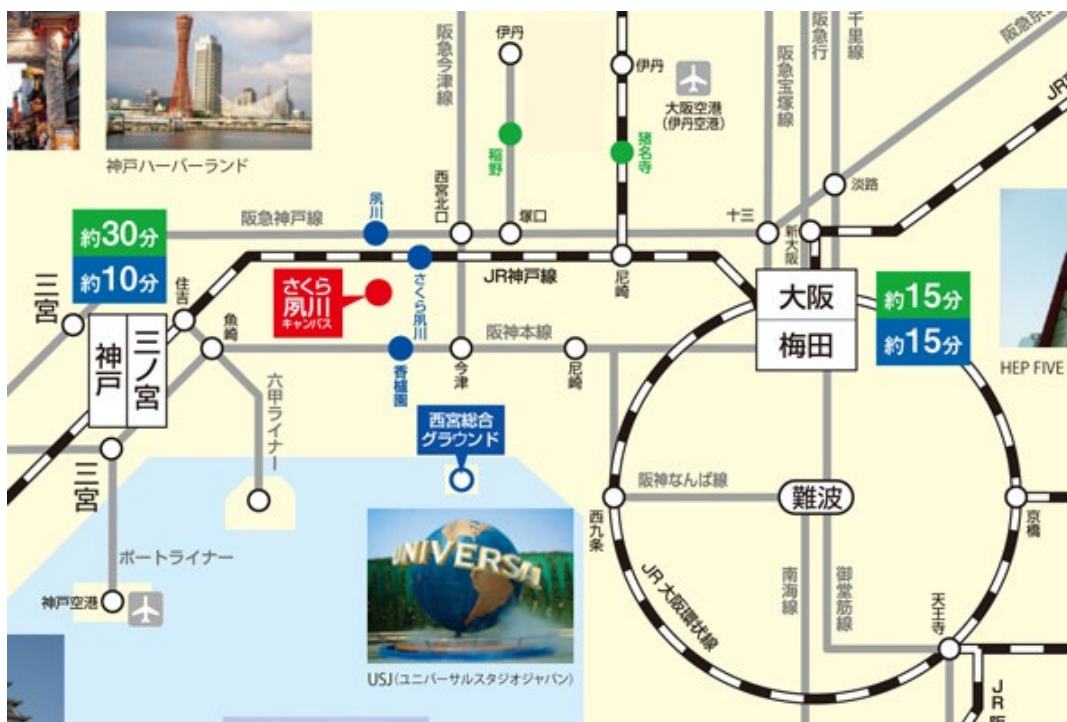 神戸ハーバーランド
阪急今津線
伊丹
稲野
伊丹
猪名寺
大阪空港
(伊丹空港)
阪急宝塚線
阪急
千里線
JR
淡路
十三
新大阪
西宮北口
塚口
阪急神戸線
夙川
約30分
約10分
三宮
神戸
三ノ宮
住吉
魚崎
さくら
夙川
キャンパス
さくら夙川
JR神戸線
尼崎
大阪
梅田
約15分
約15分
HEP FIVE
阪神本線
香櫨園
今津
尼崎
六甲ライナー
西宮総合
グラウンド
三宮
ポートライナー
神戸空港
UNIVERSA
USJ(ユニバーサルスタジオジャパン)
阪神なんば線
西九条
難波
京橋
JR大阪環状線
南海線
御堂筋線
天王寺
JR阪